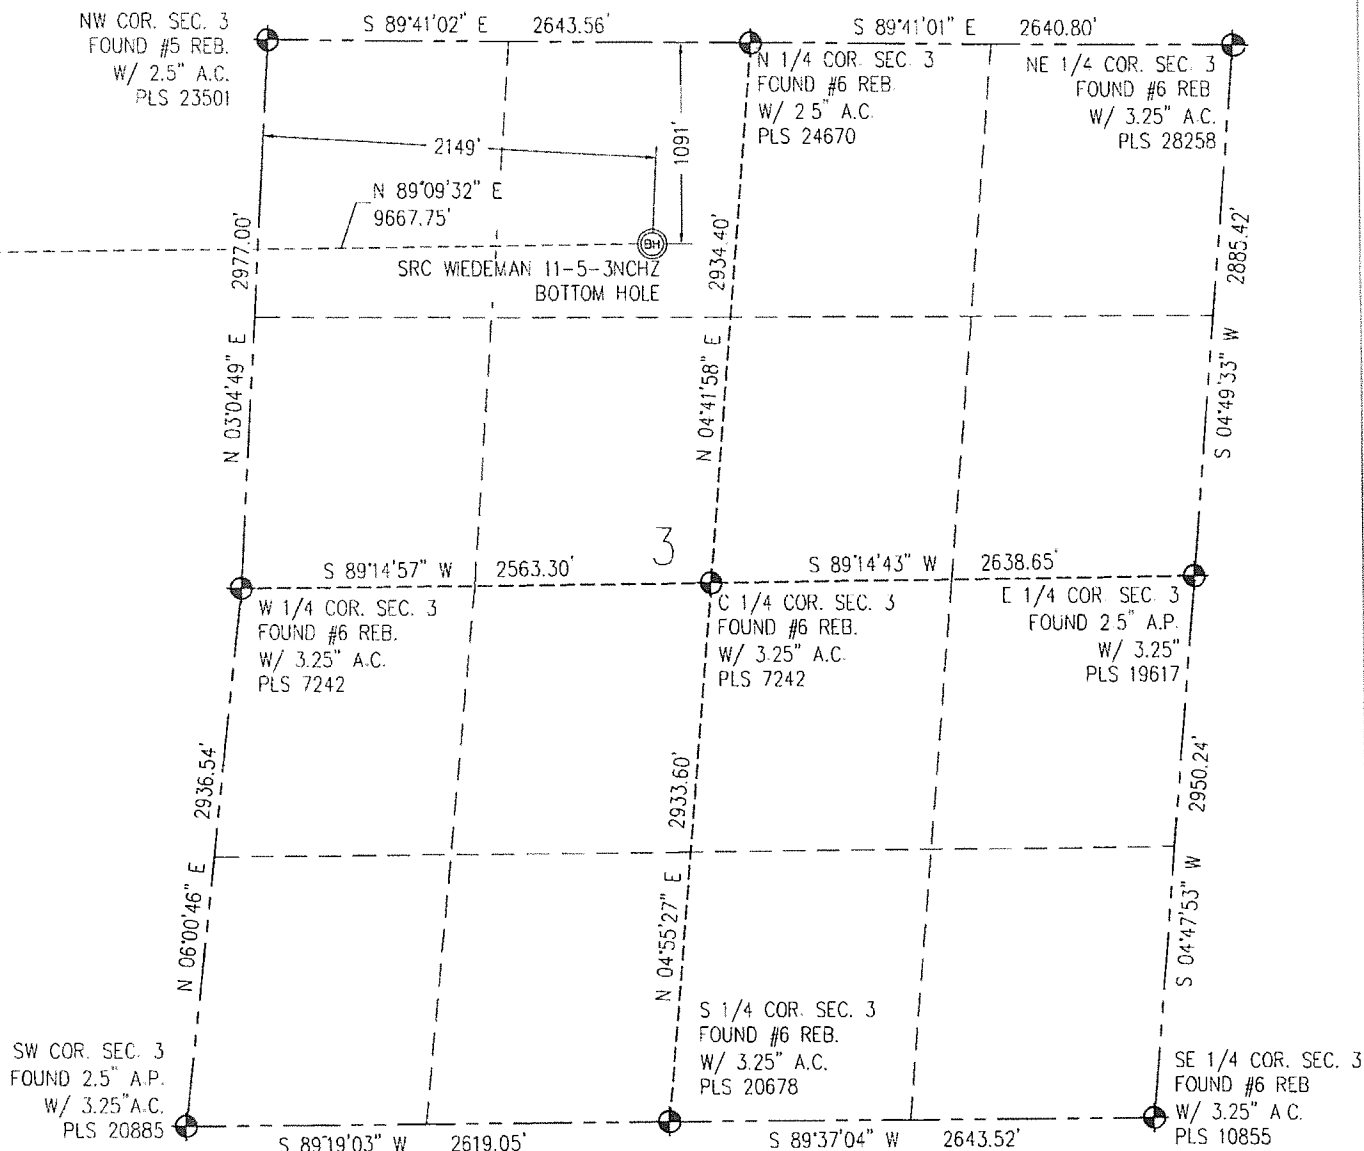 NW COR. SEC. 3
FOUND #5 REB.
W/ 2.5" A.C.
PLS 23501
S 89°41'02" E 2643.56'
S 89°41'01" E 2640.80'
N 1/4 COR. SEC. 3
FOUND #6 REB.
W/ 2.5" A.C.
PLS 24670
NE 1/4 COR. SEC. 3
FOUND #6 REB
W/ 3.25" A.C.
PLS 28258
2149'
1091'
N 89°09'32" E
9667.75'
SRC WIEDEMAN 11-5-3NCHZ
BOTTOM HOLE
BH
N 03°04'49" E 2977.00'
N 04°41'58" E 2934.40'
S 04°49'33" W 2885.42'
3
S 89°14'57" W 2563.30'
S 89°14'43" W 2638.65'
W 1/4 COR. SEC. 3
FOUND #6 REB.
W/ 3.25" A.C.
PLS 7242
C 1/4 COR. SEC. 3
FOUND #6 REB.
W/ 3.25" A.C.
PLS 7242
E 1/4 COR. SEC. 3
FOUND 2.5" A.P.
W/ 3.25"
PLS 19617
N 06°00'46" E 2936.54'
N 04°55'27" E 2933.60'
S 04°47'53" W 2950.24'
SW COR. SEC. 3
FOUND 2.5" A.P.
W/ 3.25"A.C.
PLS 20885
S 1/4 COR. SEC. 3
FOUND #6 REB.
W/ 3.25" A.C.
PLS 20678
SE 1/4 COR. SEC. 3
FOUND #6 REB
W/ 3.25" A.C.
PLS 10855
S 89°19'03" W 2619.05'
S 89°37'04" W 2643.52'